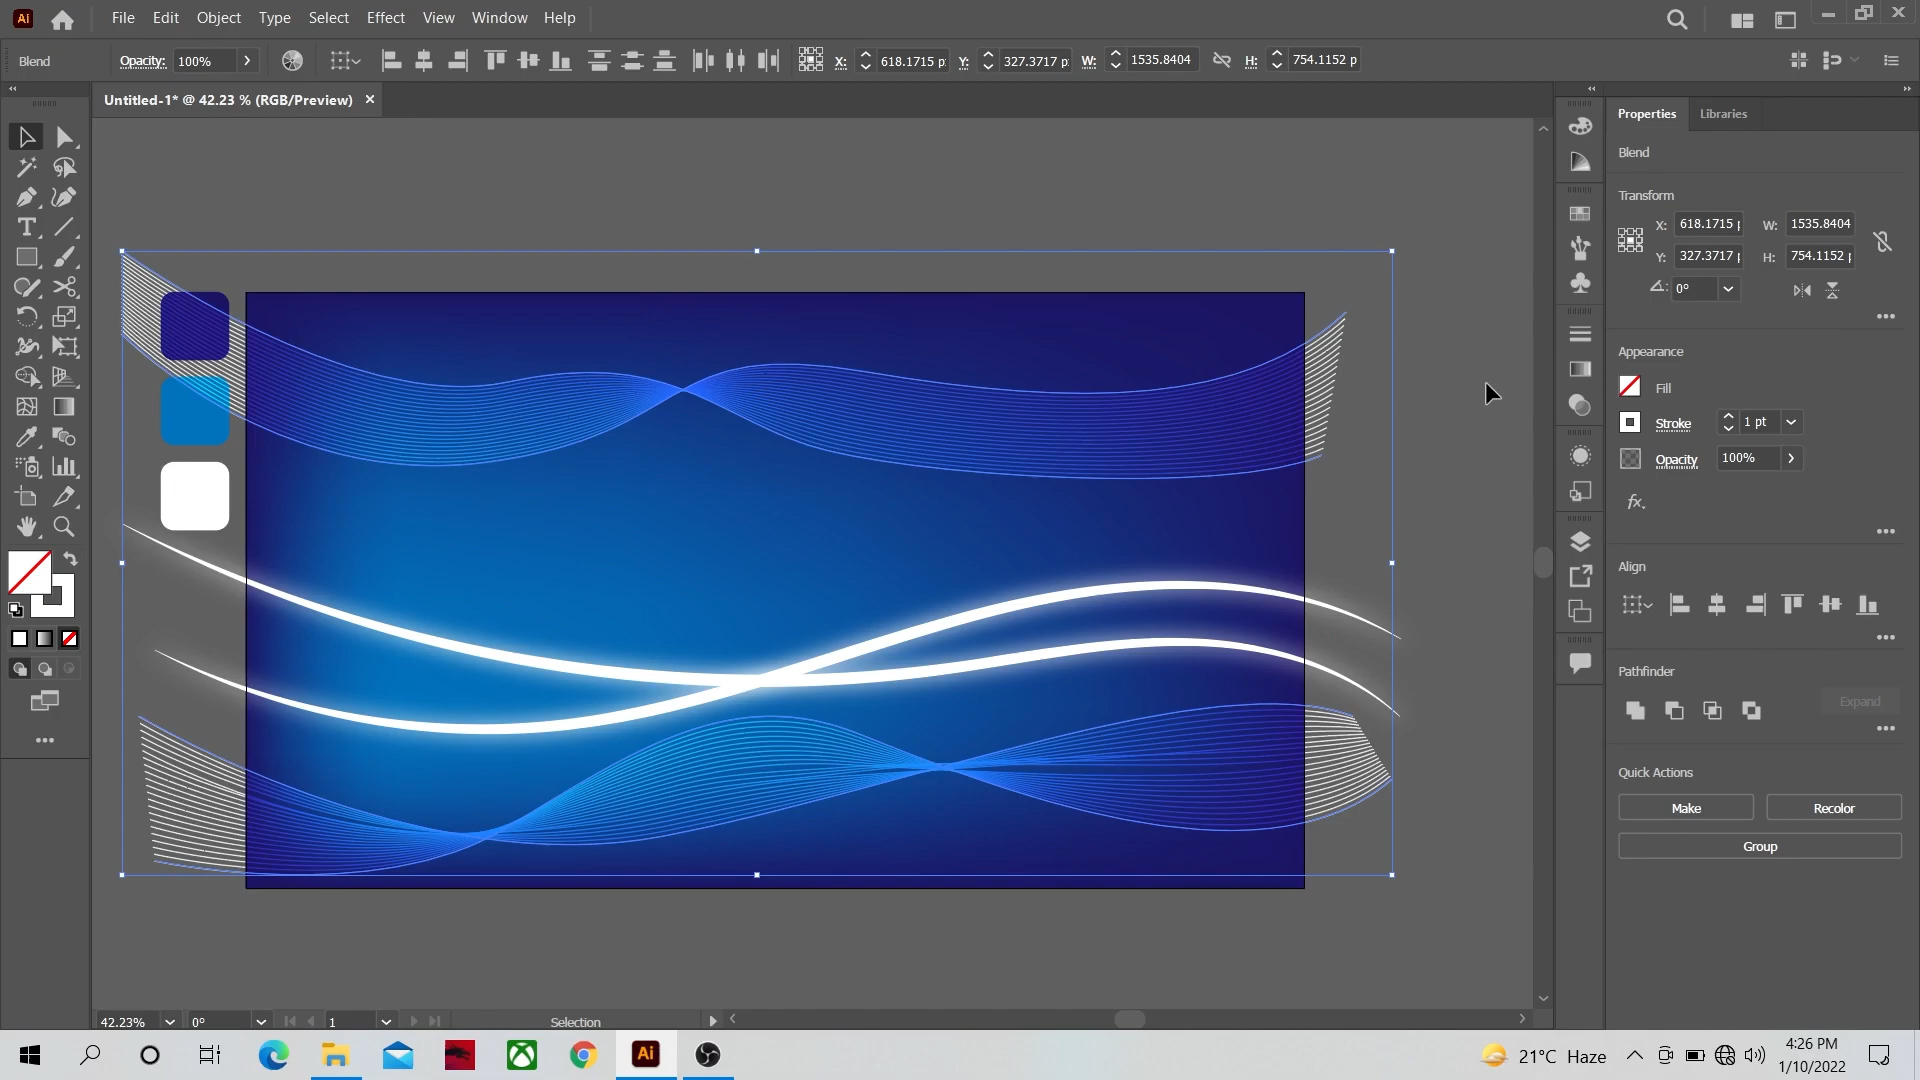 Ai File Edit Object Type Select Effect View Window Help
Blend Opacity: 100% X: 618.1715 p Y: 327.3717 p W: 1535.8404 H: 754.1152 p
Untitled-1* @ 42.23 % (RGB/Preview) ×
Properties Libraries
Blend
Transform
X: 618.1715 p W: 1535.8404
Y: 327.3717 p H: 754.1152 p
0°
Appearance
Fill
Stroke 1 pt
Opacity 100%
fx.
Align
Pathfinder
Expand
Quick Actions
Make Recolor
Group
42.23% 0° 1 Selection
Ai 21°C Haze 4:26 PM
1/10/2022